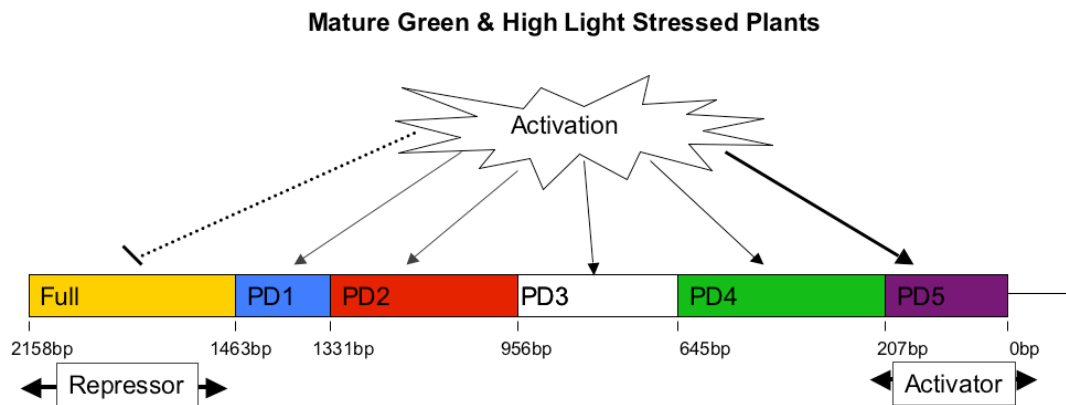 Mature Green & High Light Stressed Plants
Activation
Full PD1 PD2 PD3 PD4 PD5
2158bp 1463bp 1331bp 956bp 645bp 207bp 0bp
Repressor Activator